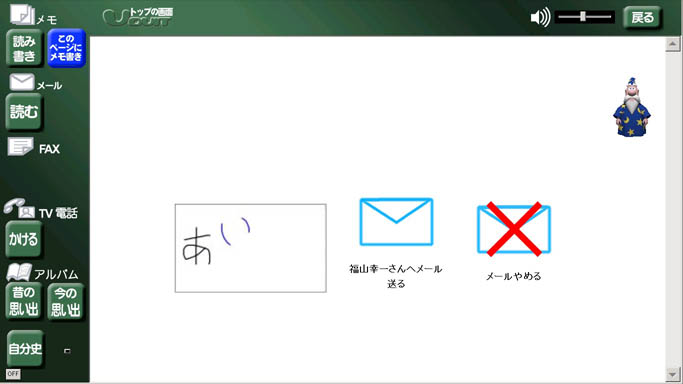 メモ
トップの画面
QUIT
戻る
読み
書き
この
ページに
メモ書き
メール
読む
FAX
TV 電話
かける
アルバム
昔の
思い出
今の
思い出
自分史
OFF
あい
福山幸一さんへメール
送る
メールやめる